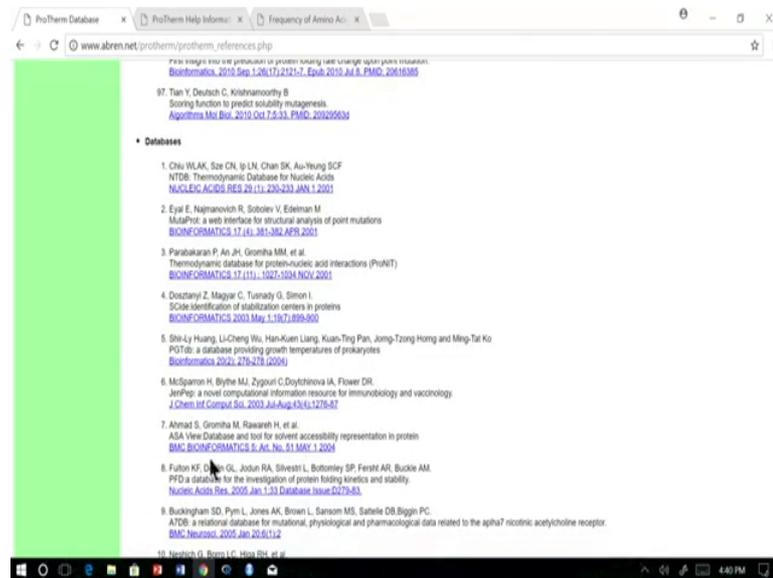 ProTherm Database
ProTherm Help Informat
Frequency of Amino Aci
www.abren.net/protherm/protherm_references.php
First insight into the prediction of protein folding rate change upon point mutation.
Bioinformatics. 2010 Sep 1;26(17):2121-7. Epub 2010 Jul 8. PMID: 20616385
97. Tian Y, Deutsch C, Krishnamoorthy B
Scoring function to predict solubility mutagenesis.
Algorithms Mol Biol. 2010 Oct 7;5:33. PMID: 20929563d
• Databases
1. Chiu WLAK, Sze CN, Ip LN, Chan SK, Au-Yeung SCF
NTDB: Thermodynamic Database for Nucleic Acids
NUCLEIC ACIDS RES 29 (1): 230-233 JAN 1 2001
2. Eyal E, Najmanovich R, Sobolev V, Edelman M
MutaProt: a web interface for structural analysis of point mutations
BIOINFORMATICS 17 (4): 381-382 APR 2001
3. Parabakaran P, An JH, Gromiha MM, et al.
Thermodynamic database for protein-nucleic acid interactions (ProNIT)
BIOINFORMATICS 17 (11) : 1027-1034 NOV 2001
4. Dosztanyi Z, Magyar C, Tusnady G, Simon I.
SCide:identification of stabilization centers in proteins
BIOINFORMATICS 2003 May 1;19(7):899-900
5. Shir-Ly Huang, Li-Cheng Wu, Han-Kuen Liang, Kuan-Ting Pan, Jorng-Tzong Horng and Ming-Tat Ko
PGTdb: a database providing growth temperatures of prokaryotes
Bioinformatics 20(2): 276-278 (2004)
6. McSparron H, Blythe MJ, Zygouri C,Doytchinova IA, Flower DR.
JenPep: a novel computational information resource for immunobiology and vaccinology.
J Chem Inf Comput Sci. 2003 Jul-Aug;43(4):1276-87
7. Ahmad S, Gromiha M, Rawareh H, et al.
ASA View:Database and tool for solvent accessibility representation in protein
BMC BIOINFORMATICS 5: Art. No. 51 MAY 1 2004
8. Fulton KF, GL, Jodun RA, Silvestri L, Bottomley SP, Fersht AR, Buckle AM.
PFD:a database for the investigation of protein folding kinetics and stability.
Nucleic Acids Res. 2005 Jan 1;33 Database Issue:D279-83.
9. Buckingham SD, Pym L, Jones AK, Brown L, Sansom MS, Sattelle DB,Biggin PC.
A7DB: a relational database for mutational, physiological and pharmacological data related to the aplha7 nicotinic acetylcholine receptor.
BMC Neurosci. 2005 Jan 20;6(1):2
10. Neshich G, Borro LC, Higa RH, et al.
4:40 PM